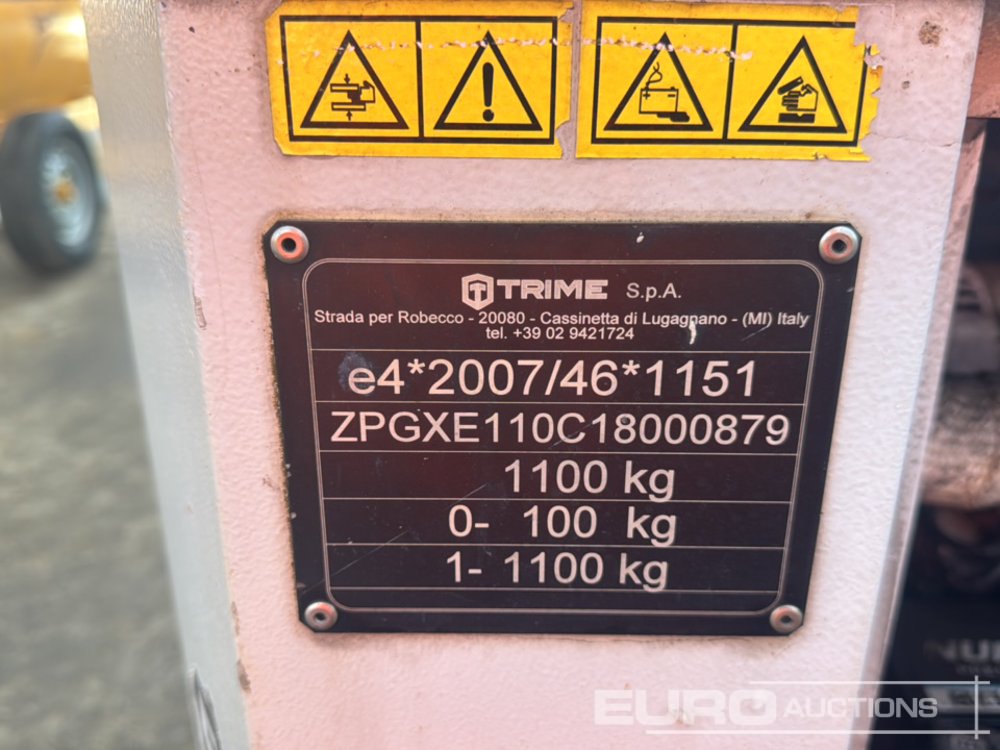 TRIME S.p.A.
Strada per Robecco - 20080 - Cassinetta di Lugagnano - (MI) Italy
tel. +39 02 9421724
e4*2007/46*1151
ZPGXE110C18000879
1100 kg
0- 100 kg
1- 1100 kg
EURO AUCTIONS